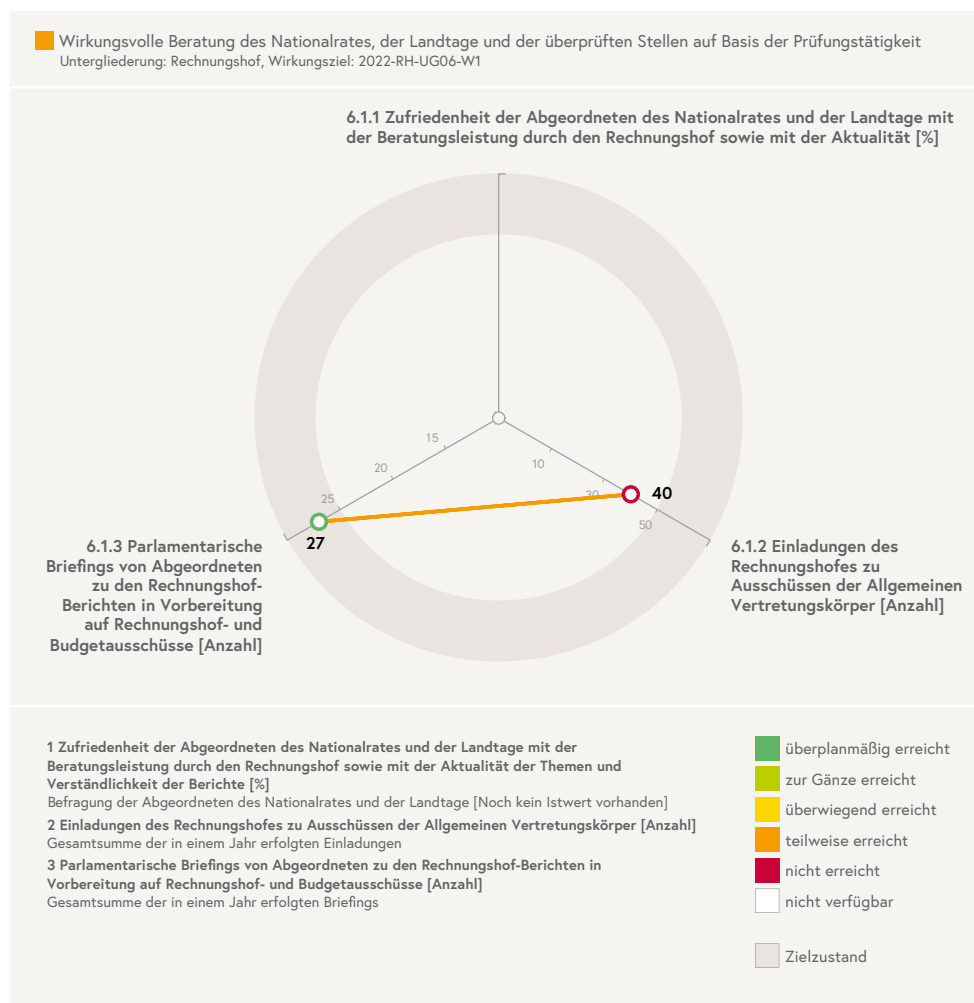 Wirkungsvolle Beratung des Nationalrates, der Landtage und der überprüften Stellen auf Basis der Prüfungstätigkeit
Untergliederung: Rechnungshof, Wirkungsziel: 2022-RH-UG06-W1
6.1.1 Zufriedenheit der Abgeordneten des Nationalrates und der Landtage mit
der Beratungsleistung durch den Rechnungshof sowie mit der Aktualität [%]
15
20
25
27
10
30
40
50
6.1.3 Parlamentarische
Briefings von Abgeordneten
zu den Rechnungshof-
Berichten in Vorbereitung
auf Rechnungshof- und
Budgetausschüsse [Anzahl]
6.1.2 Einladungen des
Rechnungshofes zu
Ausschüssen der Allgemeinen
Vertretungskörper [Anzahl]
1 Zufriedenheit der Abgeordneten des Nationalrates und der Landtage mit der
Beratungsleistung durch den Rechnungshof sowie mit der Aktualität der Themen und
Verständlichkeit der Berichte [%]
Befragung der Abgeordneten des Nationalrates und der Landtage [Noch kein Istwert vorhanden]
2 Einladungen des Rechnungshofes zu Ausschüssen der Allgemeinen Vertretungskörper [Anzahl]
Gesamtsumme der in einem Jahr erfolgten Einladungen
3 Parlamentarische Briefings von Abgeordneten zu den Rechnungshof-Berichten in
Vorbereitung auf Rechnungshof- und Budgetausschüsse [Anzahl]
Gesamtsumme der in einem Jahr erfolgten Briefings
überplanmäßig erreicht
zur Gänze erreicht
überwiegend erreicht
teilweise erreicht
nicht erreicht
nicht verfügbar
Zielzustand